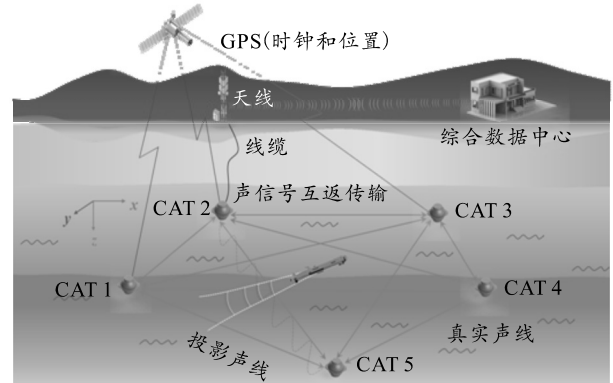 GPS(时钟和位置)
天线
综合数据中心
线缆
CAT 2
声信号互返传输
CAT 3
x
y
z
CAT 1
CAT 4
投影声线
真实声线
CAT 5